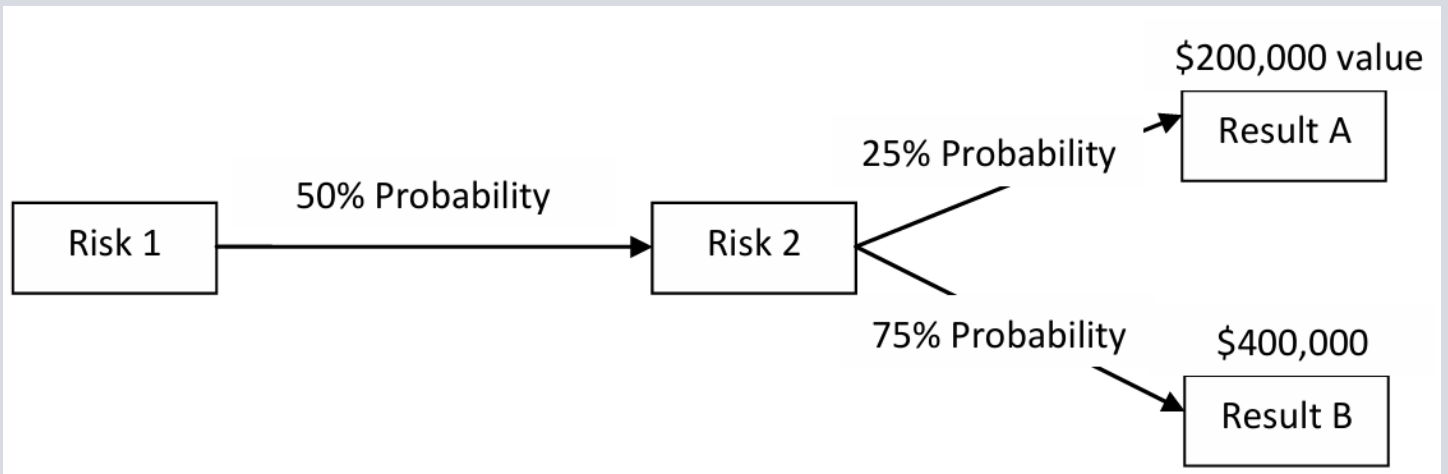 $200,000 value
Result A
25% Probability
50% Probability
Risk 1
Risk 2
75% Probability
$400,000
Result B